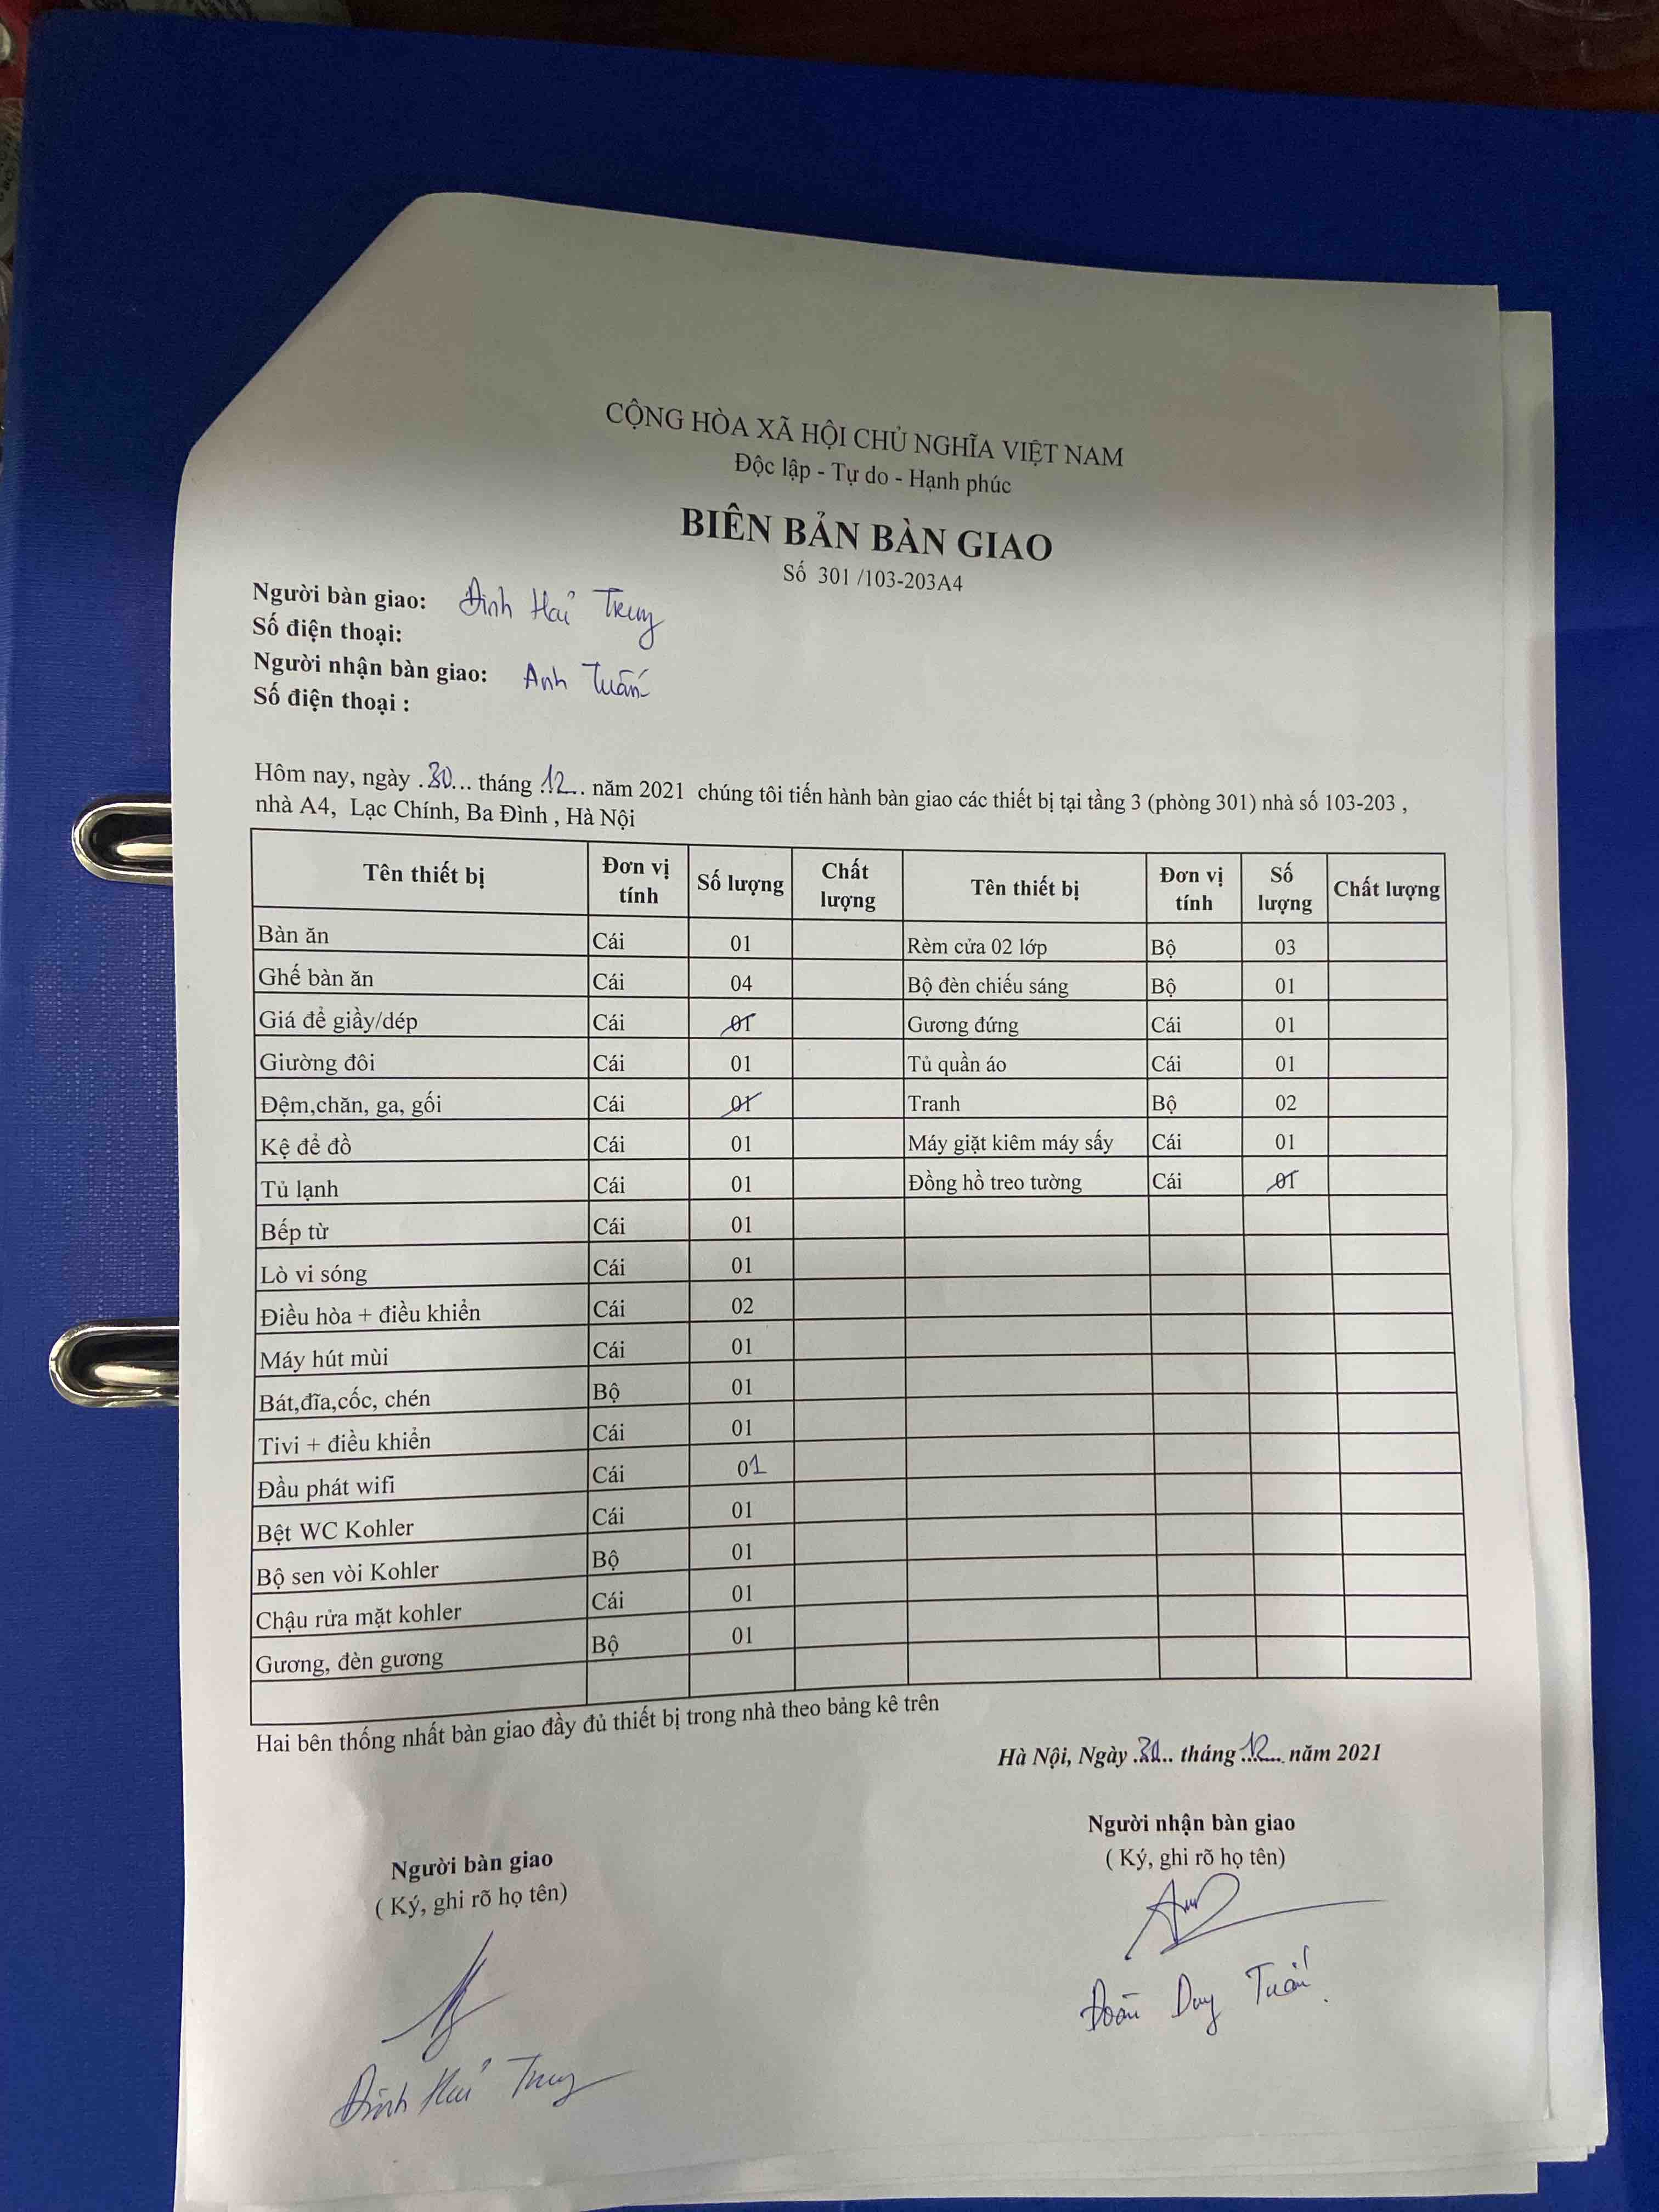 CỘNG HÒA XÃ HỘI CHỦ NGHĨA VIỆT NAM
Độc lập - Tự do - Hạnh phúc
BIÊN BẢN BÀN GIAO
Số 301 /103-203A4
Người bàn giao: Đinh Hải Trung
Số điện thoại:
Người nhận bàn giao: Anh Tuấn
Số điện thoại :
Hôm nay, ngày .30... tháng .12... năm 2021 chúng tôi tiến hành bàn giao các thiết bị tại tầng 3 (phòng 301) nhà số 103-203 ,
nhà A4, Lạc Chính, Ba Đình , Hà Nội
Tên thiết bị Đơn vị tính Số lượng Chất lượng Tên thiết bị Đơn vị tính Số lượng Chất lượng
Bàn ăn Cái 01 Rèm cửa 02 lớp Bộ 03
Ghế bàn ăn Cái 04 Bộ đèn chiếu sáng Bộ 01
Giá để giầy/dép Cái 01 Gương đứng Cái 01
Giường đôi Cái 01 Tủ quần áo Cái 01
Đệm,chăn, ga, gối Cái 01 Tranh Bộ 02
Kệ để đồ Cái 01 Máy giặt kiêm máy sấy Cái 01
Tủ lạnh Cái 01 Đồng hồ treo tường Cái 01
Bếp từ Cái 01
Lò vi sóng Cái 01
Điều hòa + điều khiển Cái 02
Máy hút mùi Cái 01
Bát,đĩa,cốc, chén Bộ 01
Tivi + điều khiển Cái 01
Đầu phát wifi Cái 01
Bệt WC Kohler Cái 01
Bộ sen vòi Kohler Bộ 01
Chậu rửa mặt kohler Cái 01
Gương, đèn gương Bộ 01
Hai bên thống nhất bàn giao đầy đủ thiết bị trong nhà theo bảng kê trên
Hà Nội, Ngày .30... tháng .12.... năm 2021
Người bàn giao Người nhận bàn giao
( Ký, ghi rõ họ tên) ( Ký, ghi rõ họ tên)
Đinh Hải Trung Đoàn Duy Tuấn